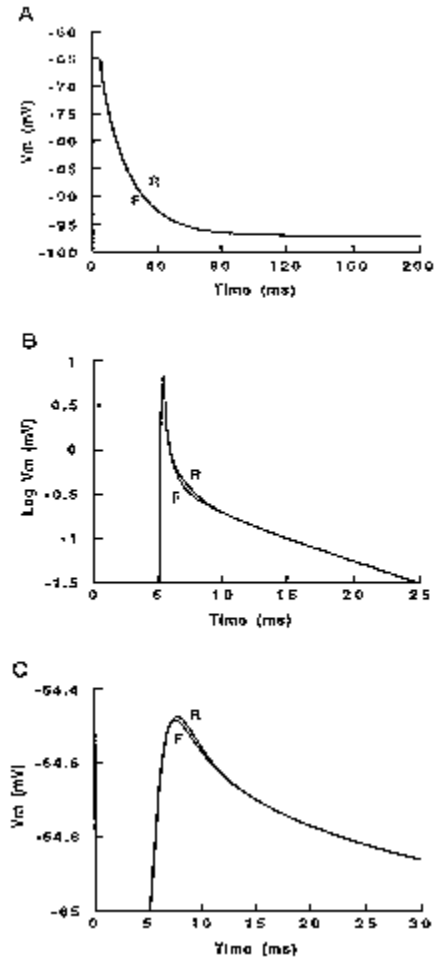 A
-60
-65
-70
-75
-80
-85
-90
-95
-100
Vm (mV)
R
F
0 40 80 120 160 200
Time (ms)
B
1
0.5
0
-0.5
-1
-1.5
Log Vm (mV)
R
F
0 5 10 15 20 25
Time (ms)
C
-64.4
-64.6
-64.8
-65
Vm (mV)
R
F
0 5 10 15 20 25 30
Time (ms)